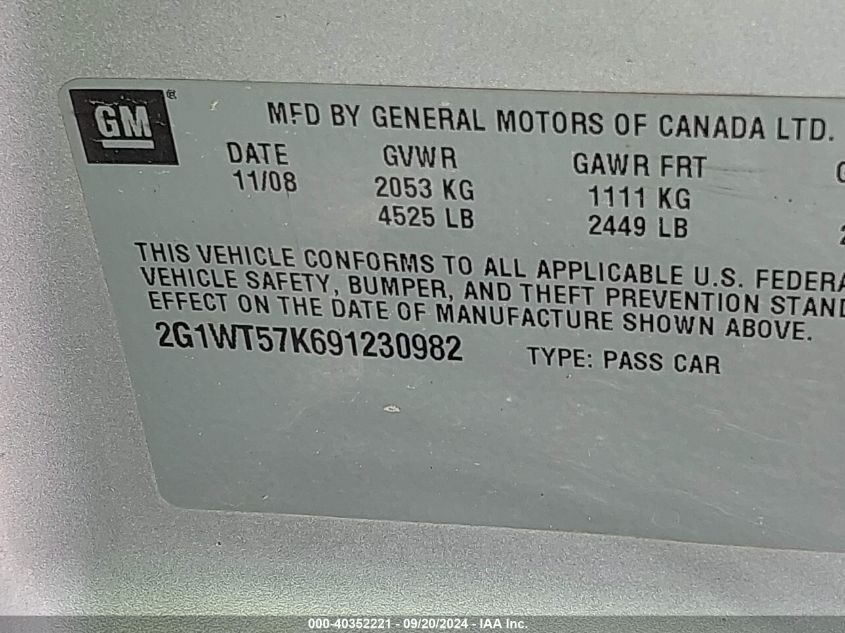 GM®
MFD BY GENERAL MOTORS OF CANADA LTD.
DATE GVWR GAWR FRT G
11/08 2053 KG 1111 KG
4525 LB 2449 LB 2
THIS VEHICLE CONFORMS TO ALL APPLICABLE U.S. FEDERA
VEHICLE SAFETY, BUMPER, AND THEFT PREVENTION STAND
EFFECT ON THE DATE OF MANUFACTURE SHOWN ABOVE.
2G1WT57K691230982 TYPE: PASS CAR
000-40352221 - 09/20/2024 - IAA Inc.